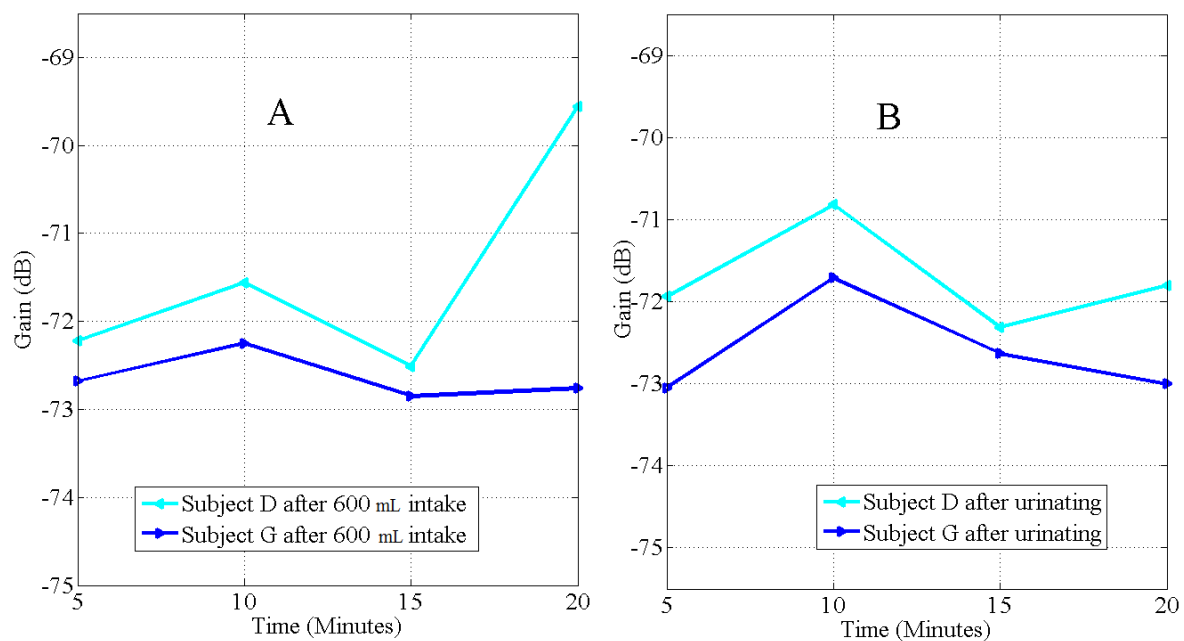 A
Gain (dB)
-69
-70
-71
-72
-73
-74
-75
Subject D after 600 mL intake
Subject G after 600 mL intake
5 10 15 20
Time (Minutes)
B
Gain (dB)
-69
-70
-71
-72
-73
-74
-75
Subject D after urinating
Subject G after urinating
5 10 15 20
Time (Minutes)